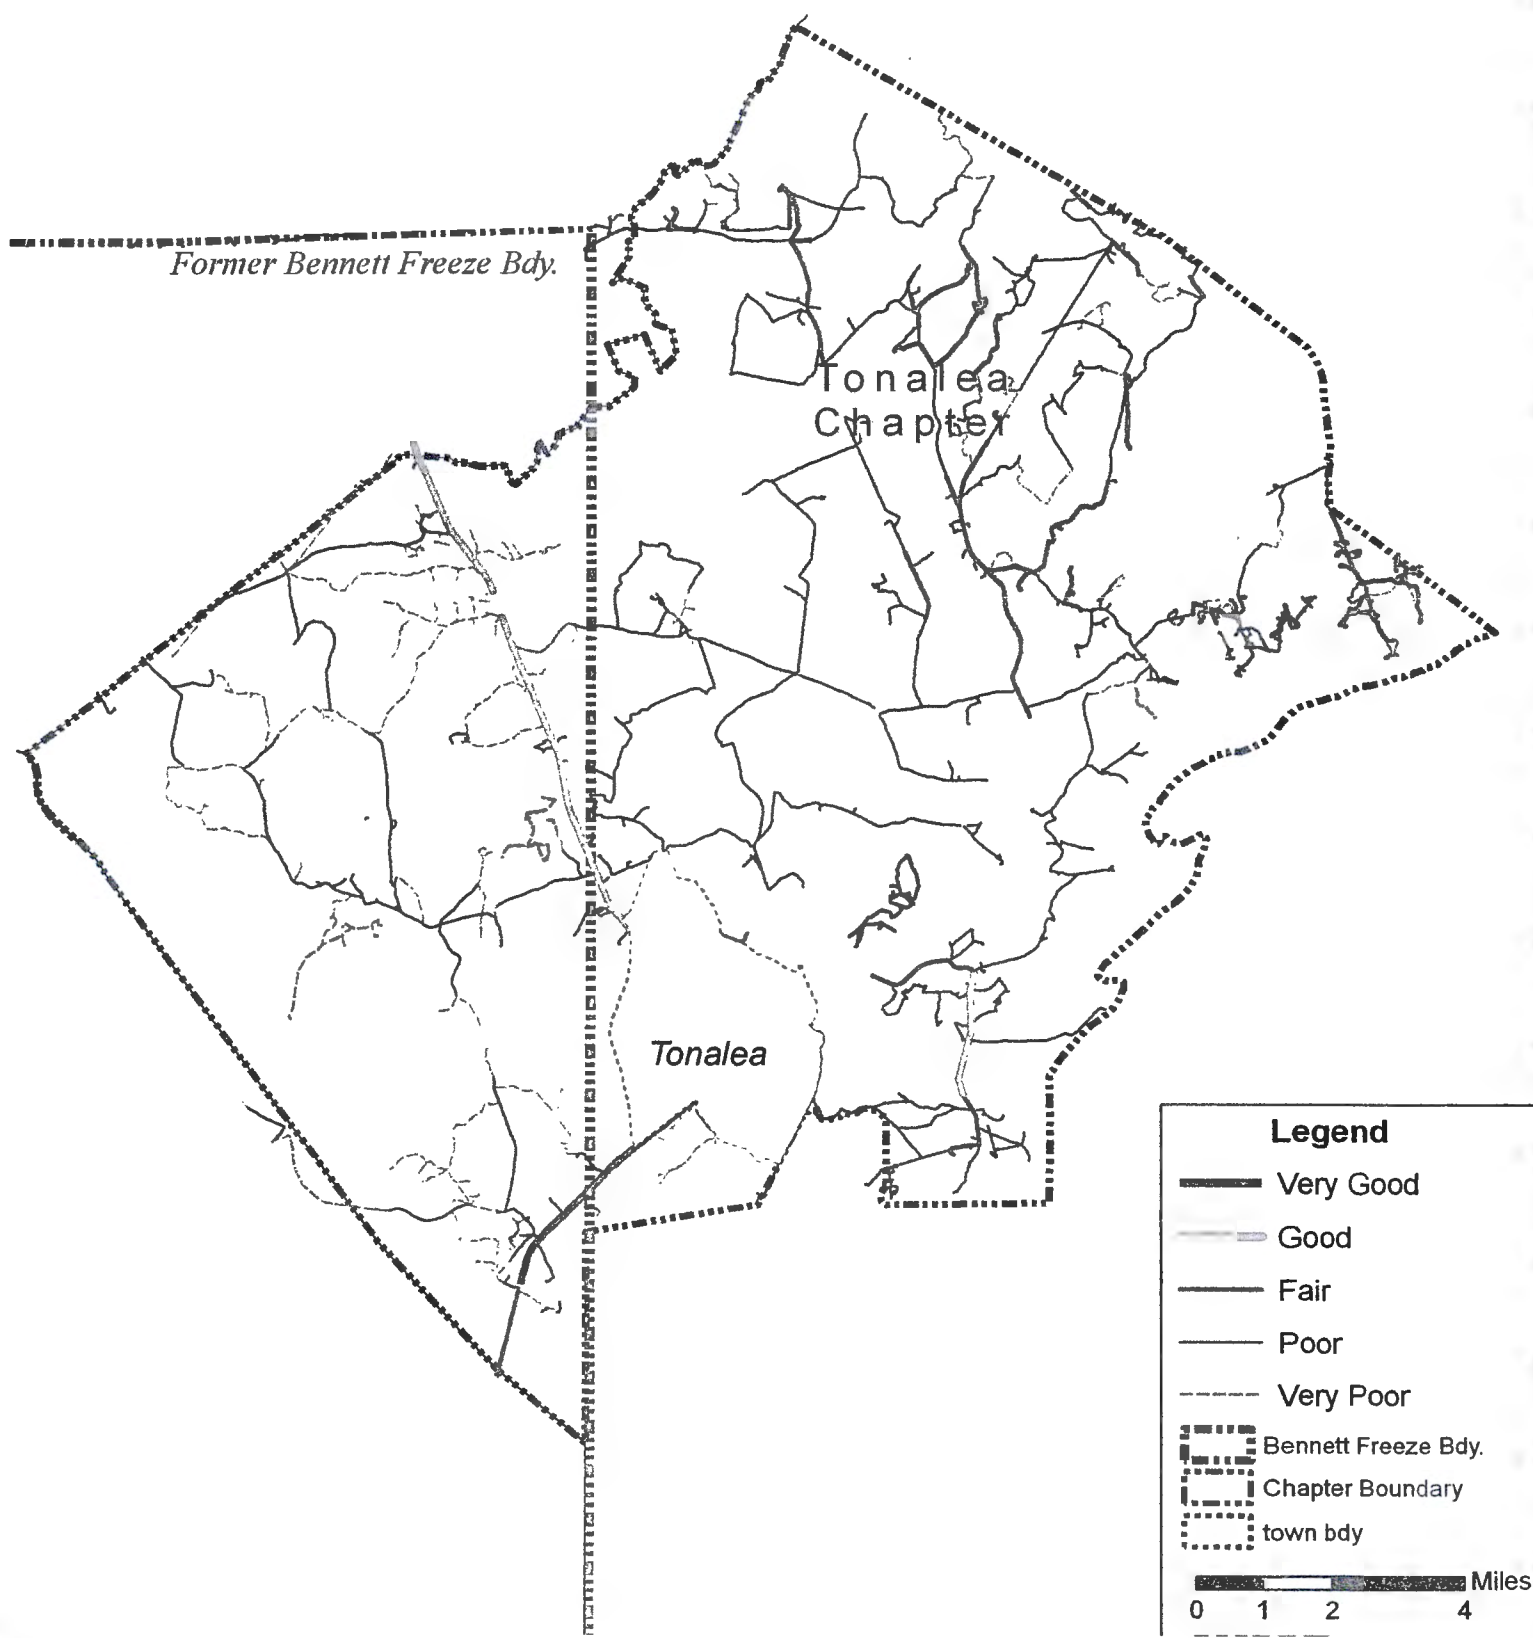 Former Bennett Freeze Bdy.
Tonalea
Chapter
Tonalea
Legend
Very Good
Good
Fair
Poor
Very Poor
Bennett Freeze Bdy.
Chapter Boundary
town bdy
Miles
0 1 2 4